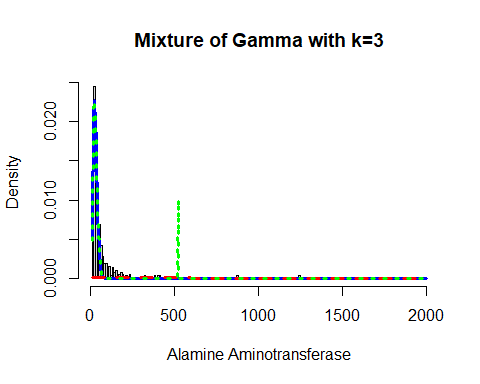 Mixture of Gamma with k=3
Density
0.020
0.010
0.000
0 500 1000 1500 2000
Alamine Aminotransferase